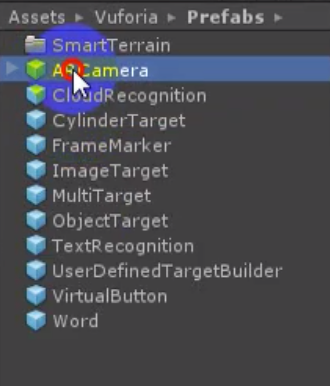 Assets ▸ Vuforia ▸ Prefabs ▸
SmartTerrain
ARCamera
CloudRecognition
CylinderTarget
FrameMarker
ImageTarget
MultiTarget
ObjectTarget
TextRecognition
UserDefinedTargetBuilder
VirtualButton
Word